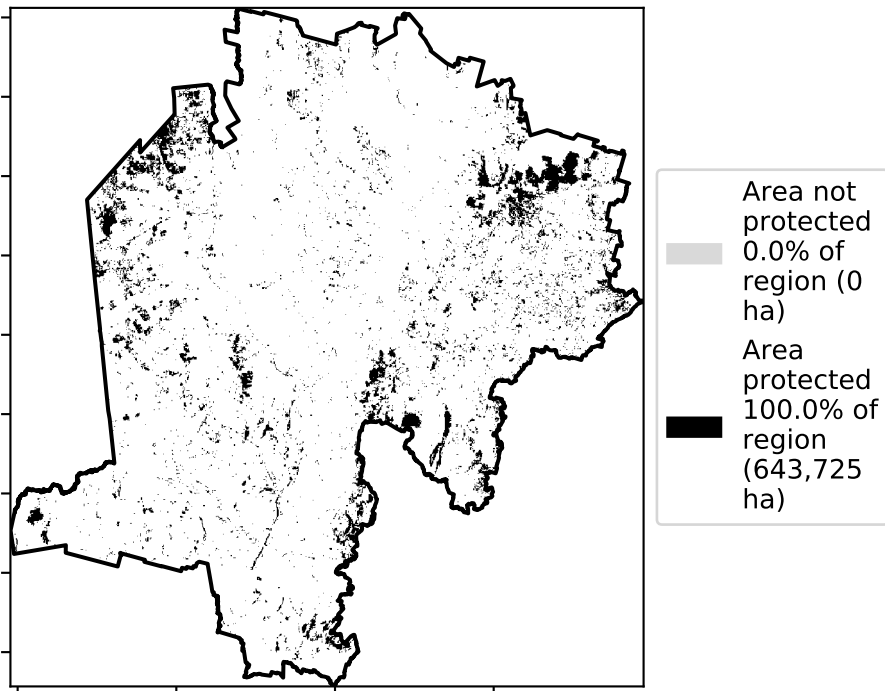 Area not
protected
0.0% of
region (0
ha)
Area
protected
100.0% of
region
(643,725
ha)